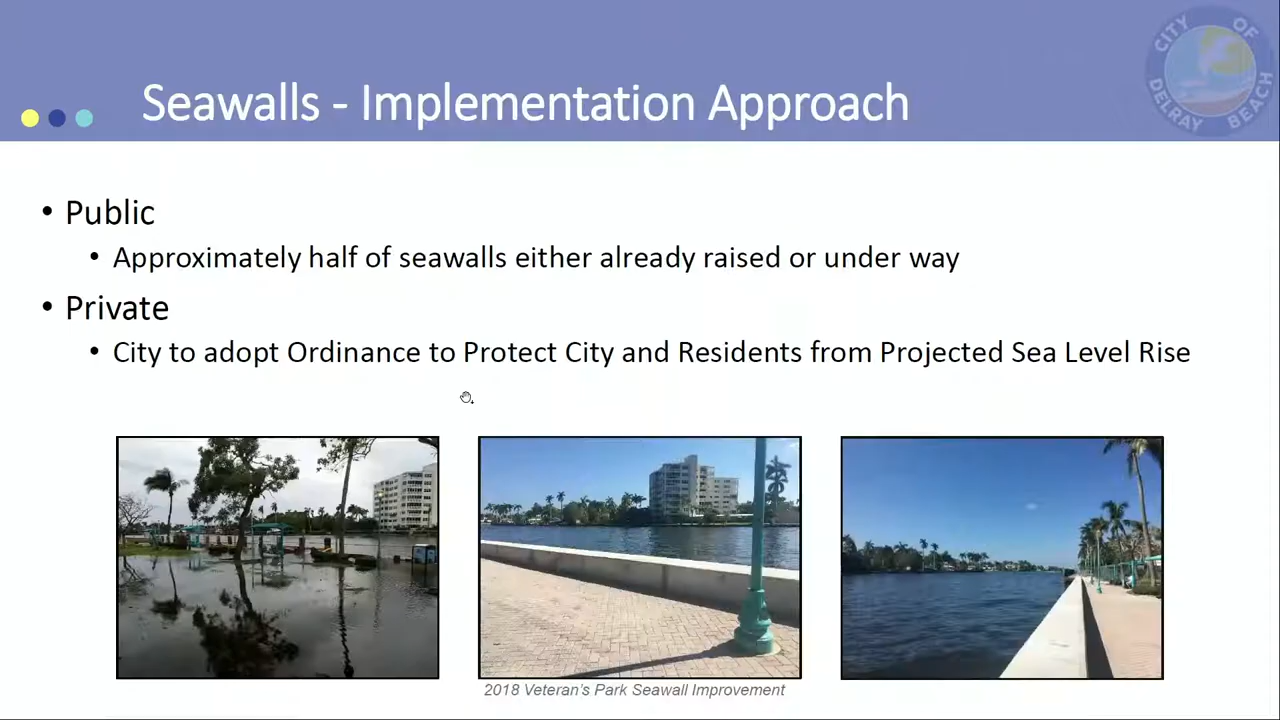 CITY OF
DELRAY BEACH
Seawalls - Implementation Approach
• Public
• Approximately half of seawalls either already raised or under way
• Private
• City to adopt Ordinance to Protect City and Residents from Projected Sea Level Rise
2018 Veteran's Park Seawall Improvement